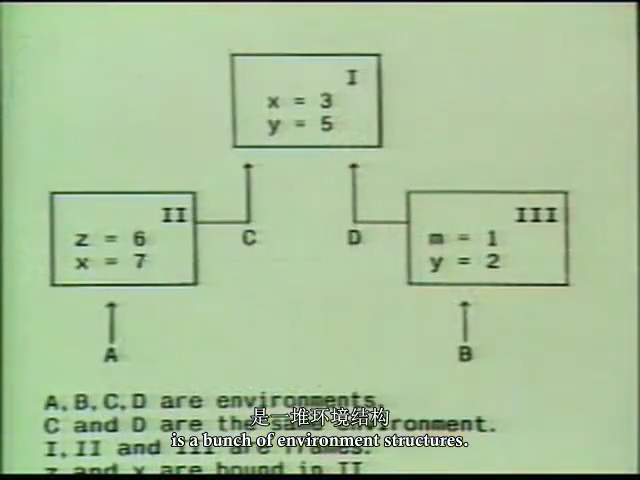 I
x = 3
y = 5
II
z = 6
x = 7
C
D
III
m = 1
y = 2
A
B
A,B,C,D are environments.
C and D are the same environment.
是一堆环境结构
is a bunch of environment structures.
I,II and III are frames.
z and x are bound in II